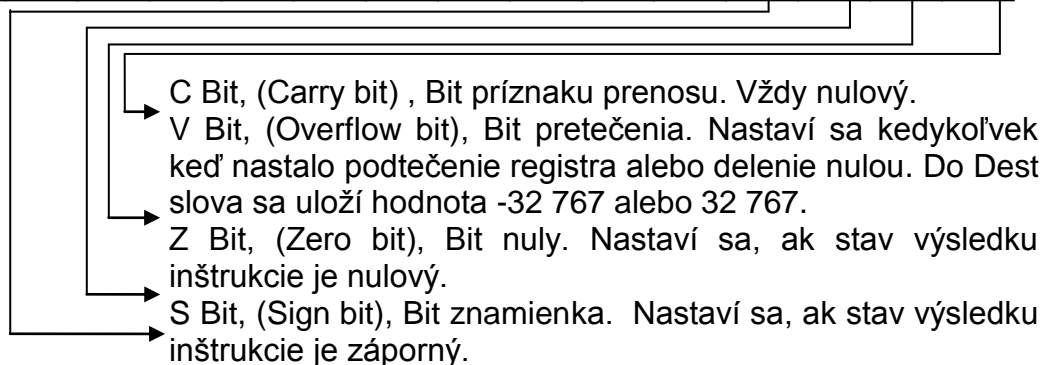 C Bit, (Carry bit) , Bit príznaku prenosu. Vždy nulový.
V Bit, (Overflow bit), Bit pretečenia. Nastaví sa kedykoľvek
keď nastalo podtečenie registra alebo delenie nulou. Do Dest
slova sa uloží hodnota -32 767 alebo 32 767.
Z Bit, (Zero bit), Bit nuly. Nastaví sa, ak stav výsledku
inštrukcie je nulový.
S Bit, (Sign bit), Bit znamienka. Nastaví sa, ak stav výsledku
inštrukcie je záporný.